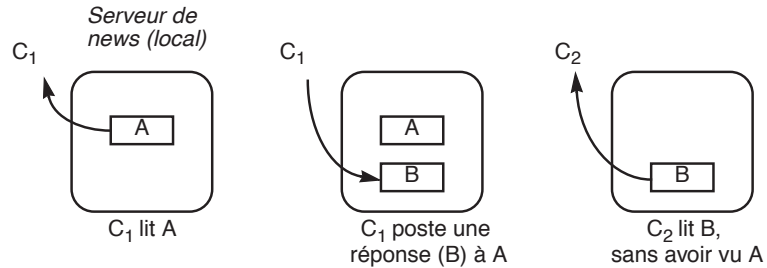 Serveur de
news (local)
C1
A
C1 lit A
C1
A
B
C1 poste une
réponse (B) à A
C2
B
C2 lit B,
sans avoir vu A